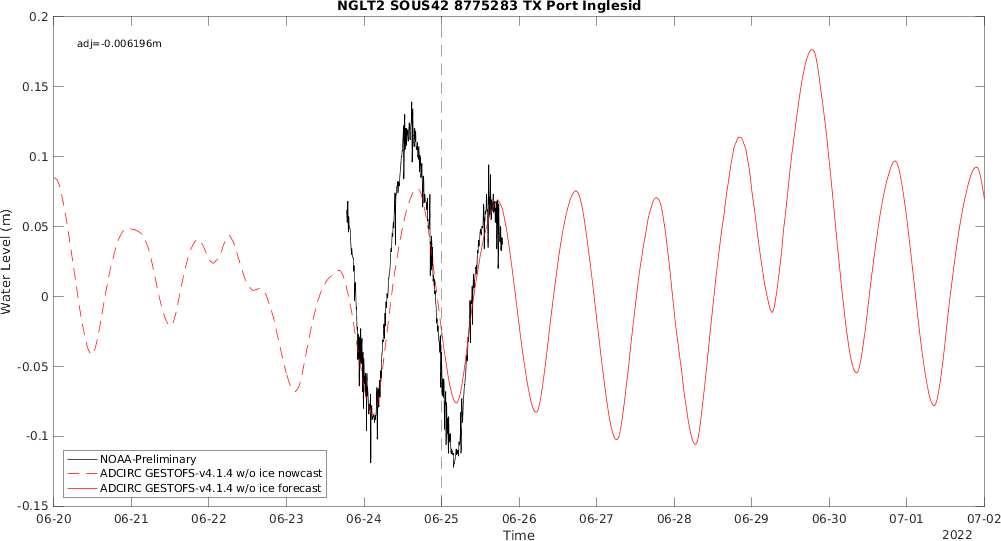 NGLT2 SOUS42 8775283 TX Port Inglesid
adj=-0.006196m
0.2
0.15
0.1
0.05
0
-0.05
-0.1
-0.15
Water Level (m)
NOAA-Preliminary
ADCIRC GESTOFS-v4.1.4 w/o ice nowcast
ADCIRC GESTOFS-v4.1.4 w/o ice forecast
06-20 06-21 06-22 06-23 06-24 06-25 06-26 06-27 06-28 06-29 06-30 07-01 07-02
Time
2022